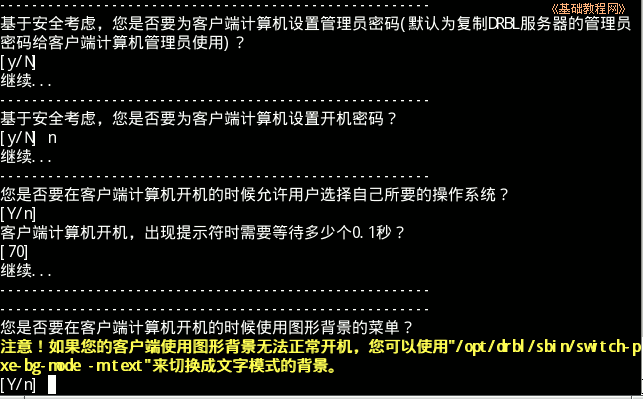 《基础教程网》
------------------------------------------------------
基于安全考虑，您是否要为客户端计算机设置管理员密码(默认为复制DRBL服务器的管理员
密码给客户端计算机管理员使用) ？
[y/N]
继续...
------------------------------------------------------
基于安全考虑，您是否要为客户端计算机设置开机密码？
[y/N] n
继续...
------------------------------------------------------
您是否要在客户端计算机开机的时候允许用户选择自己所要的操作系统？
[Y/n]
客户端计算机开机，出现提示符时需要等待多少个0.1秒？
[70]
继续...
------------------------------------------------------
------------------------------------------------------
您是否要在客户端计算机开机的时候使用图形背景的菜单？
注意！如果您的客户端使用图形背景无法正常开机，您可以使用"/opt/drbl/sbin/switch-p
xe-bg-mode -m text"来切换成文字模式的背景。
[Y/n]